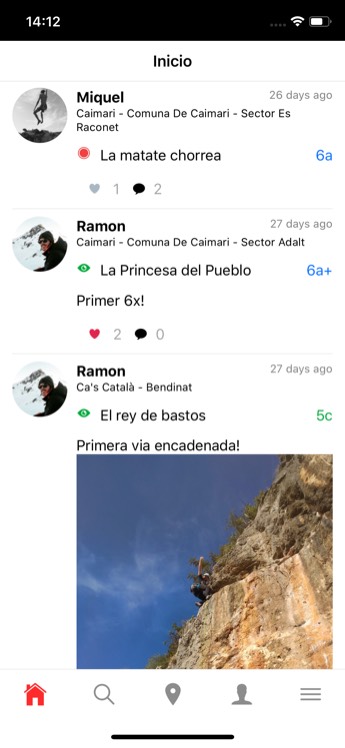 14:12
Inicio
Miquel 26 days ago
Caimari - Comuna De Caimari - Sector Es
Raconet
La matate chorrea 6a
1 2
Ramon 27 days ago
Caimari - Comuna De Caimari - Sector Adalt
La Princesa del Pueblo 6a+
Primer 6x!
2 0
Ramon 27 days ago
Ca's Català - Bendinat
El rey de bastos 5c
Primera via encadenada!